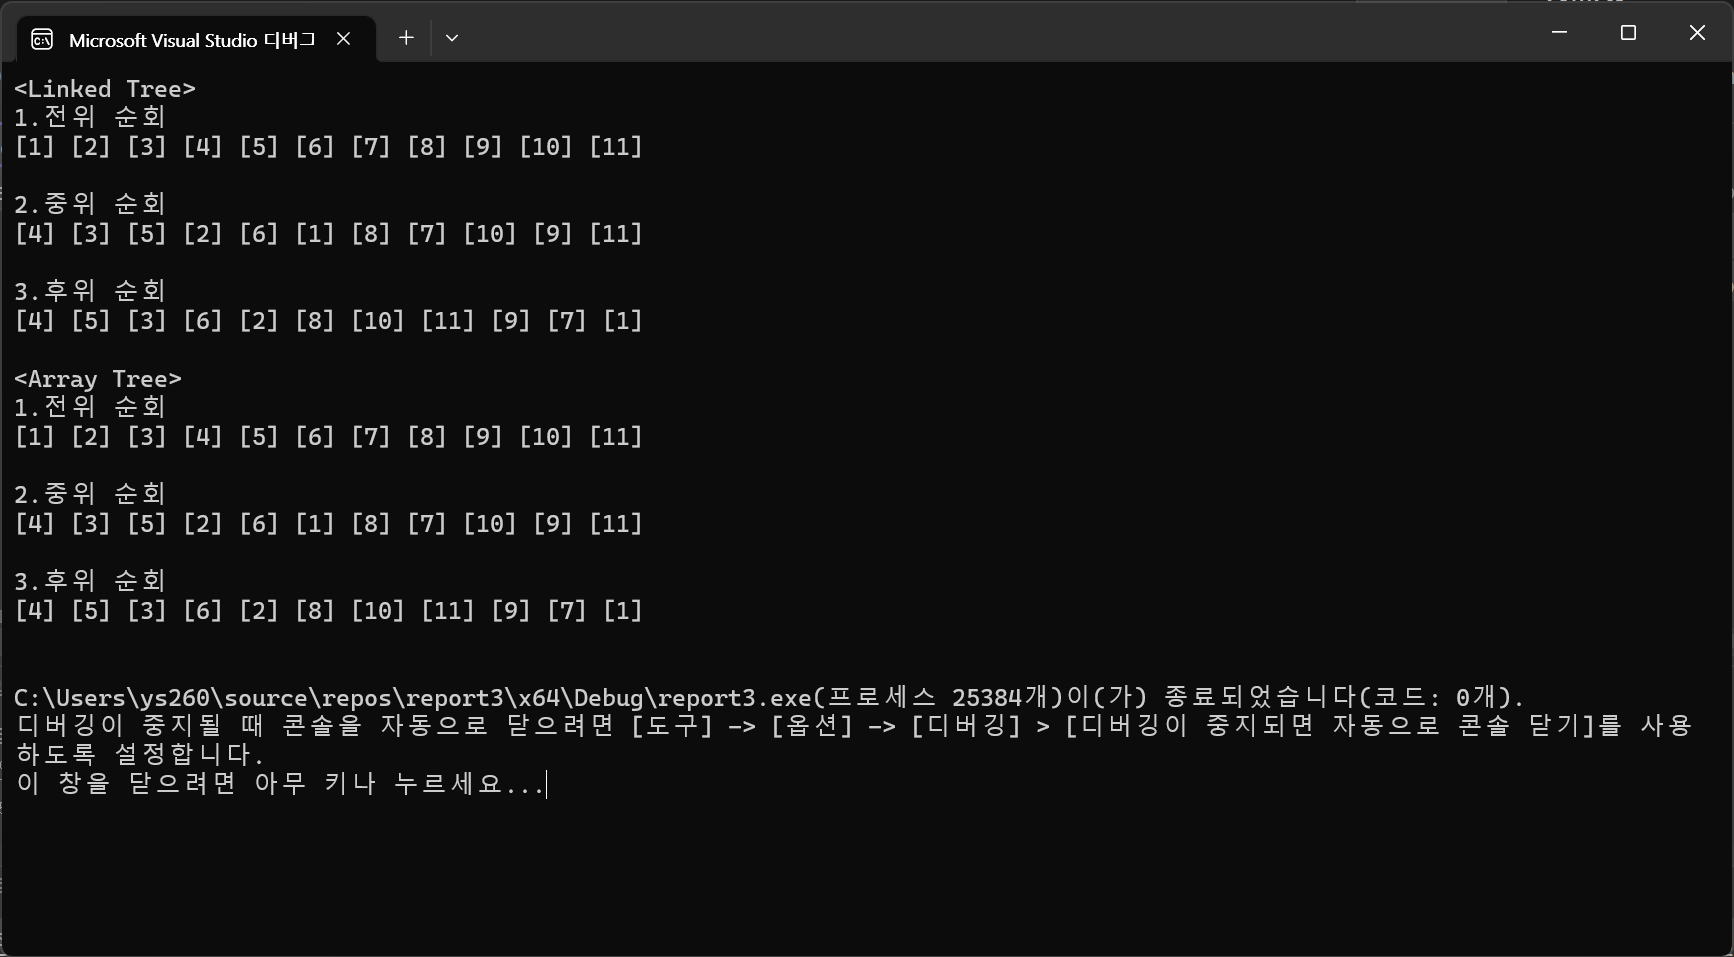 Microsoft Visual Studio 디버그
<Linked Tree>
1.전위 순회
[1] [2] [3] [4] [5] [6] [7] [8] [9] [10] [11]
2.중위 순회
[4] [3] [5] [2] [6] [1] [8] [7] [10] [9] [11]
3.후위 순회
[4] [5] [3] [6] [2] [8] [10] [11] [9] [7] [1]
<Array Tree>
1.전위 순회
[1] [2] [3] [4] [5] [6] [7] [8] [9] [10] [11]
2.중위 순회
[4] [3] [5] [2] [6] [1] [8] [7] [10] [9] [11]
3.후위 순회
[4] [5] [3] [6] [2] [8] [10] [11] [9] [7] [1]
C:\Users\ys260\source\repos\report3\x64\Debug\report3.exe(프로세스 25384개)이(가) 종료되었습니다(코드: 0개).
디버깅이 중지될 때 콘솔을 자동으로 닫으려면 [도구] -> [옵션] -> [디버깅] > [디버깅이 중지되면 자동으로 콘솔 닫기]를 사용
하도록 설정합니다.
이 창을 닫으려면 아무 키나 누르세요...